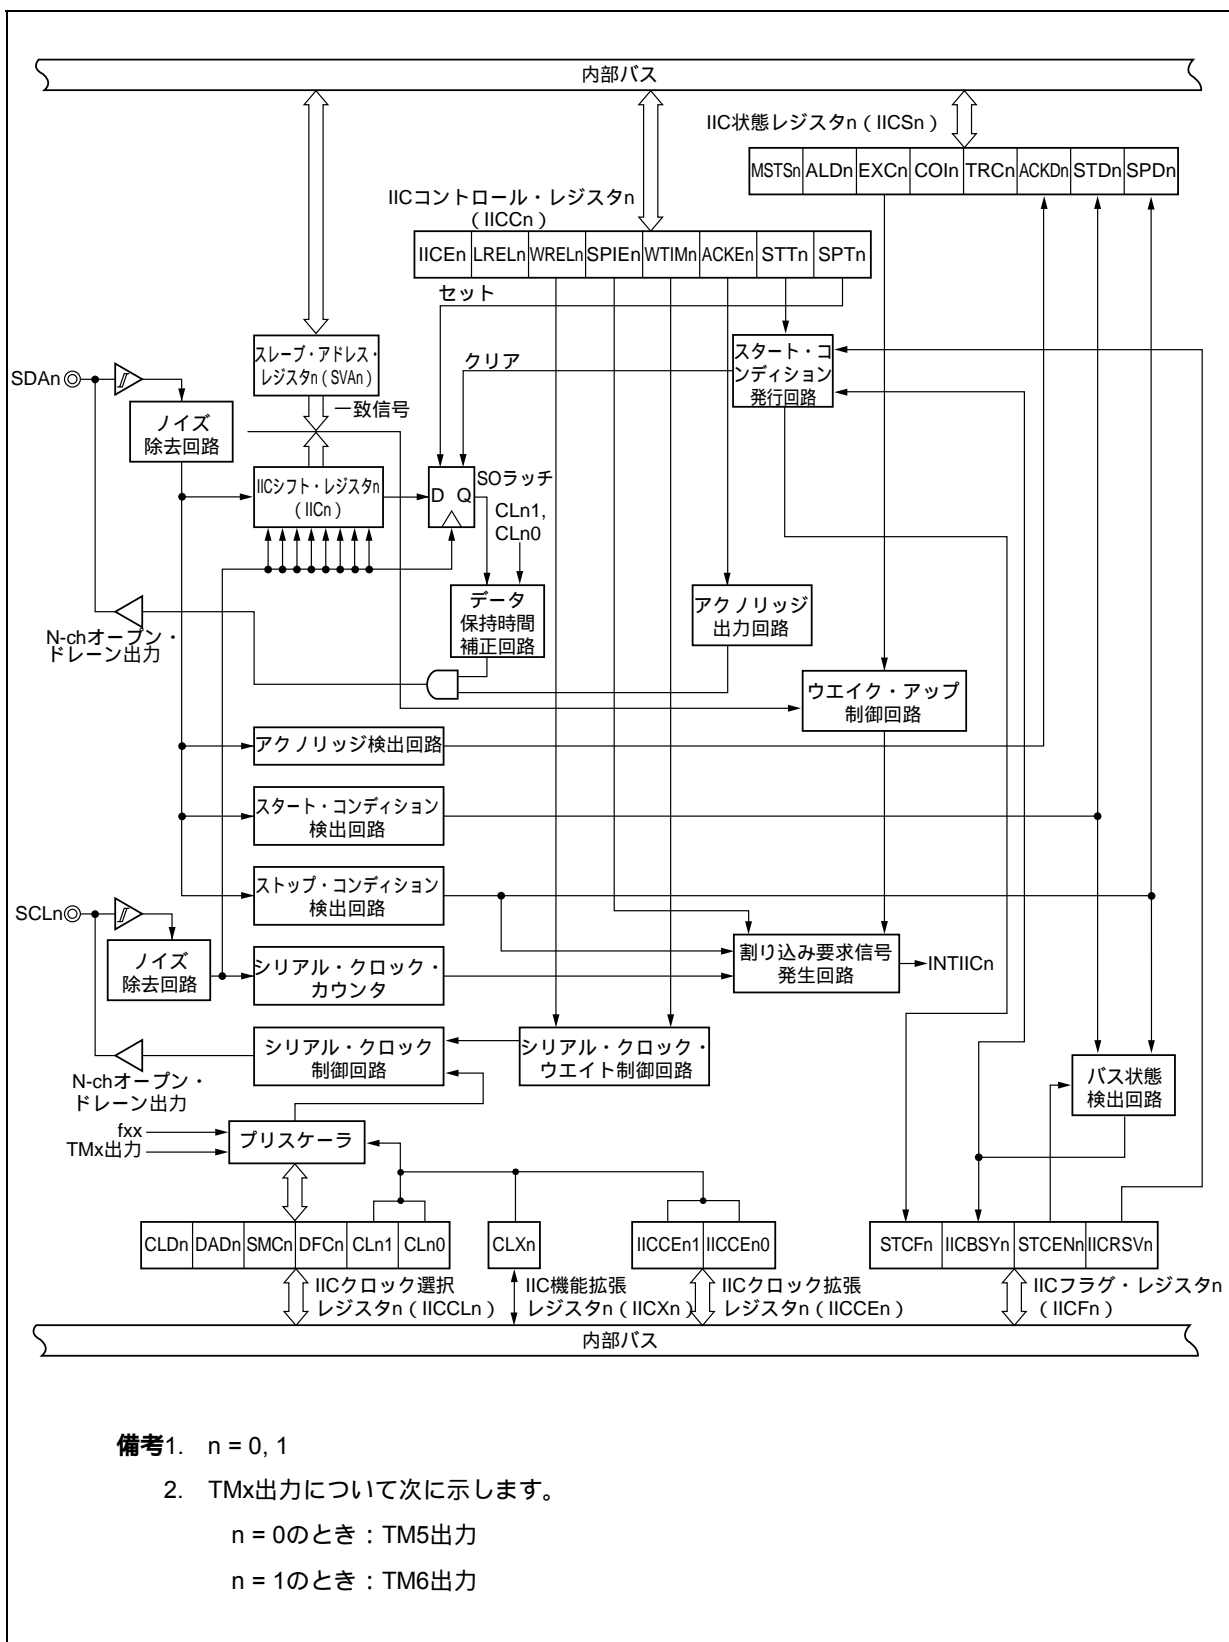 内部バス
IIC状態レジスタn(IICSn)
MSTSn ALDn EXCn COIn TRCn ACKDn STDn SPDn
IICコントロール・レジスタn
(IICCn)
IICEn LRELn WRELn SPIEn WTIMn ACKEn STTn SPTn
セット
スレーブ・アドレス・
レジスタn(SVAn)
クリア
スタート・コ
ンディション
発行回路
SDAn
ノイズ
除去回路
一致信号
IICシフト・レジスタn
(IICn)
D Q
SOラッチ
CLn1,
CLn0
データ
保持時間
補正回路
アクノリッジ
出力回路
N-chオープン・
ドレーン出力
ウエイク・アップ
制御回路
アクノリッジ検出回路
スタート・コンディション
検出回路
ストップ・コンディション
検出回路
SCLn
ノイズ
除去回路
シリアル・クロック・
カウンタ
割り込み要求信号
発生回路
INTIICn
シリアル・クロック
制御回路
シリアル・クロック・
ウエイト制御回路
N-chオープン・
ドレーン出力
バス状態
検出回路
fxx
TMx出力
プリスケーラ
CLDn DADn SMCn DFCn CLn1 CLn0
CLXn
IICCEn1 IICCEn0
STCFn IICBSYn STCENn IICRSVn
IICクロック選択
レジスタn(IICCLn)
IIC機能拡張
レジスタn(IICXn)
IICクロック拡張
レジスタn(IICCEn)
IICフラグ・レジスタn
(IICFn)
内部バス
備考1. n = 0, 1
2. TMx出力について次に示します。
n = 0のとき:TM5出力
n = 1のとき:TM6出力